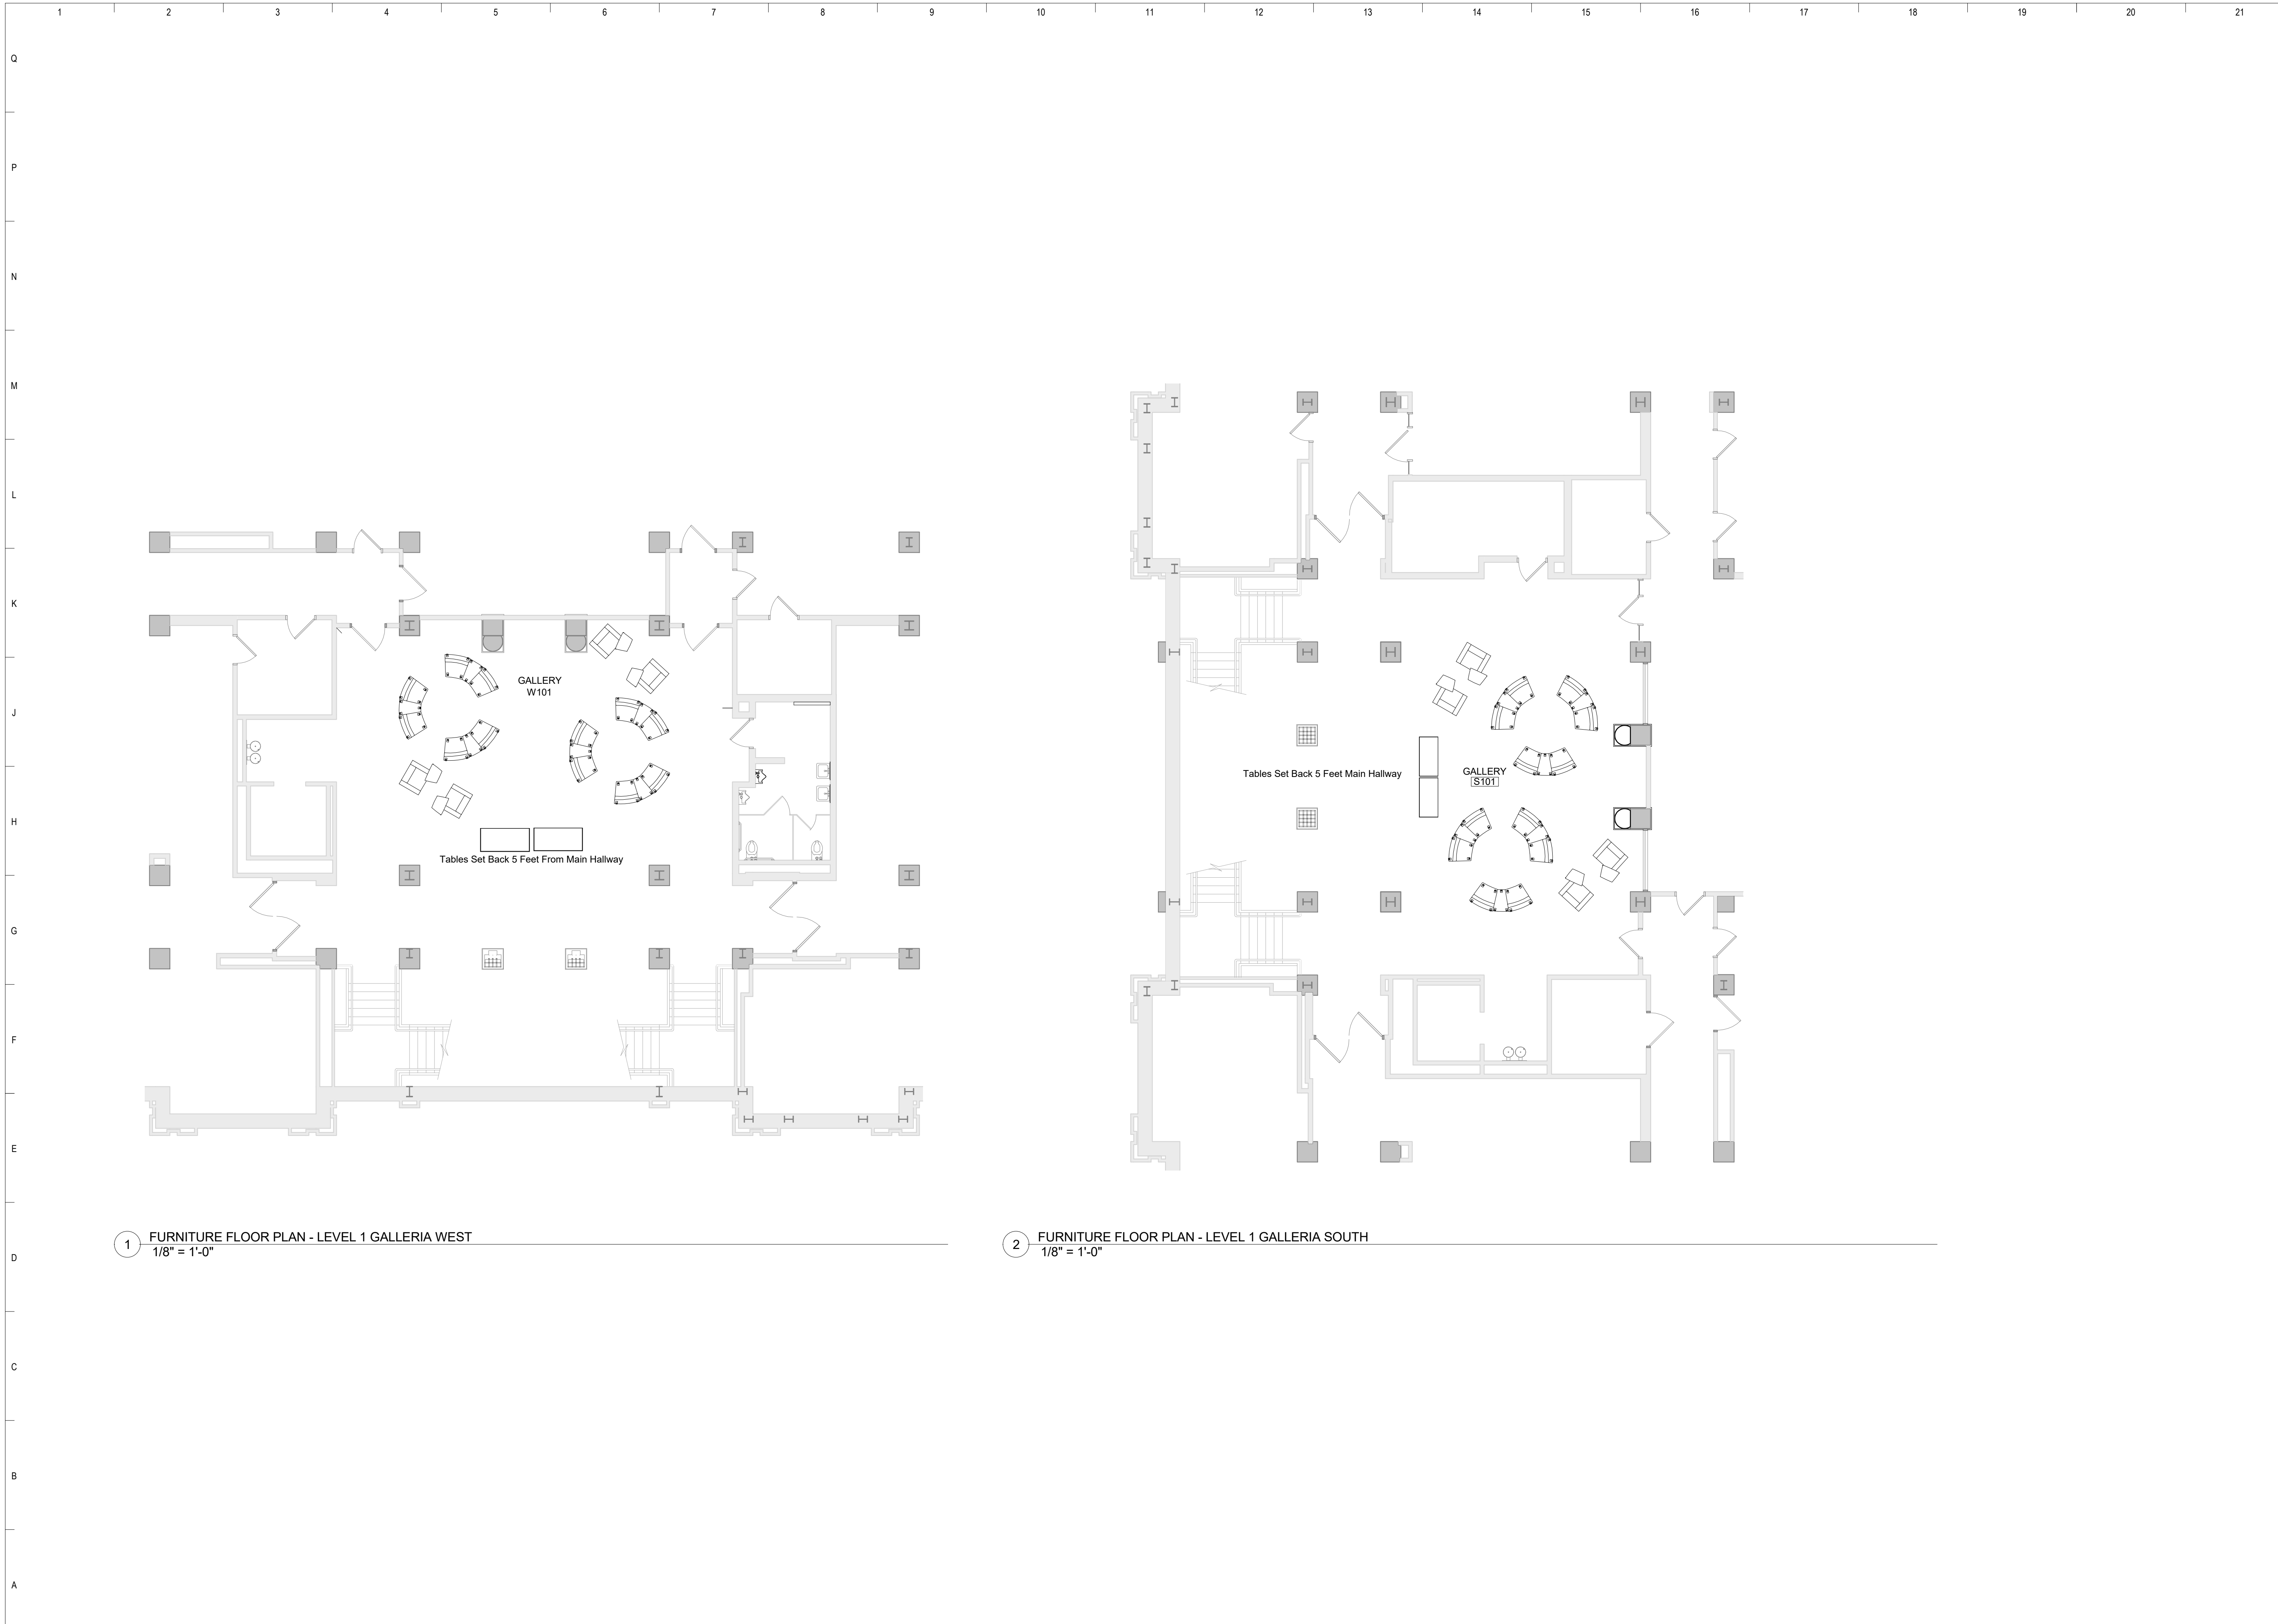 1 2 3 4 5 6 7 8 9 10 11 12 13 14 15 16 17 18 19 20 21
Q
P
N
M
L
K
J
H
G
F
E
D
C
B
A
GALLERY
W101
Tables Set Back 5 Feet From Main Hallway
1
FURNITURE FLOOR PLAN - LEVEL 1 GALLERIA WEST
1/8" = 1'-0"
Tables Set Back 5 Feet Main Hallway
GALLERY
S101
2
FURNITURE FLOOR PLAN - LEVEL 1 GALLERIA SOUTH
1/8" = 1'-0"